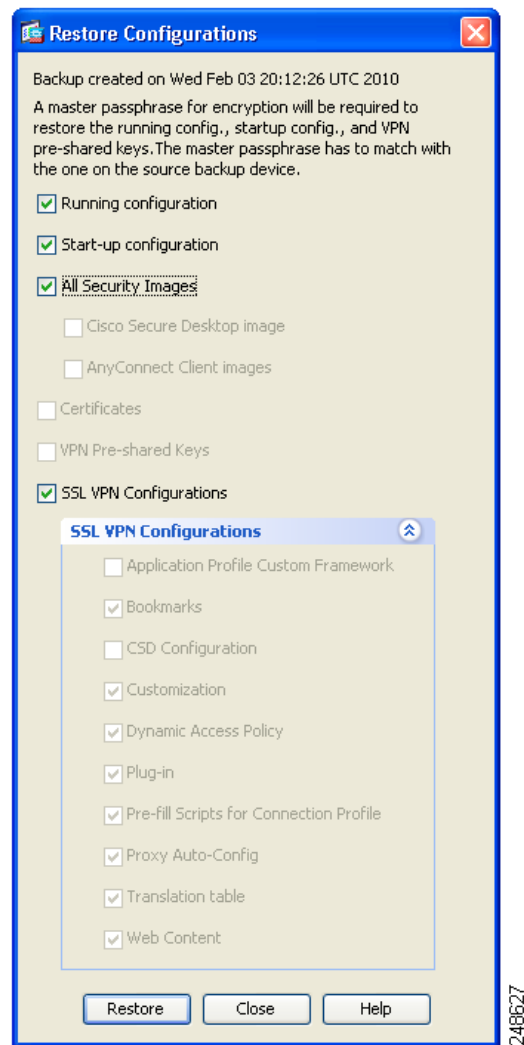 Restore Configurations
Backup created on Wed Feb 03 20:12:26 UTC 2010
A master passphrase for encryption will be required to
restore the running config., startup config., and VPN
pre-shared keys.The master passphrase has to match with
the one on the source backup device.
Running configuration
Start-up configuration
All Security Images
Cisco Secure Desktop image
AnyConnect Client images
Certificates
VPN Pre-shared Keys
SSL VPN Configurations
SSL VPN Configurations
Application Profile Custom Framework
Bookmarks
CSD Configuration
Customization
Dynamic Access Policy
Plug-in
Pre-fill Scripts for Connection Profile
Proxy Auto-Config
Translation table
Web Content
Restore Close Help
248627